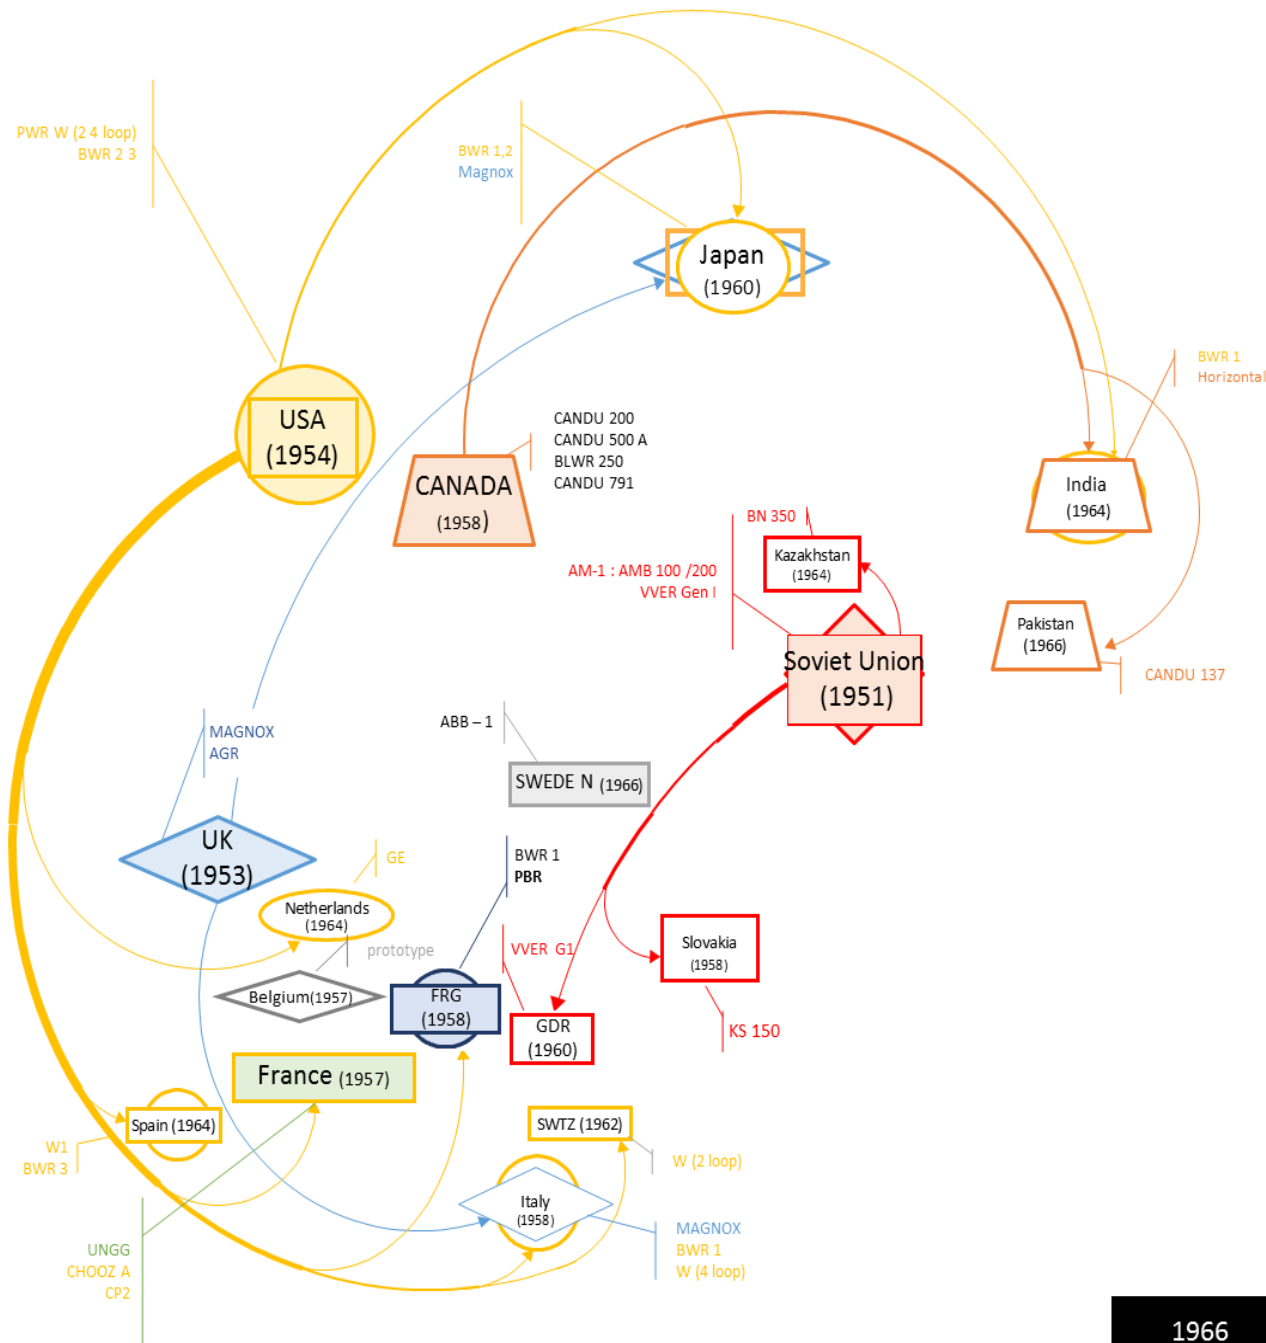 PWR W (2 4 loop)
BWR 2 3
BWR 1,2
Magnox
Japan
(1960)
USA
(1954)
CANADA
(1958)
CANDU 200
CANDU 500 A
BLWR 250
CANDU 791
BWR 1
Horizontal
India
(1964)
BN 350
Kazakhstan
(1964)
AM-1 : AMB 100 /200
VVER Gen I
Soviet Union
(1951)
Pakistan
(1966)
CANDU 137
MAGNOX
AGR
ABB – 1
SWEDE N (1966)
UK
(1953)
GE
BWR 1
PBR
Netherlands
(1964)
prototype
VVER G1
Slovakia
(1958)
Belgium(1957)
FRG
(1958)
GDR
(1960)
KS 150
France (1957)
Spain (1964)
SWTZ (1962)
W1
BWR 3
W (2 loop)
Italy
(1958)
MAGNOX
BWR 1
W (4 loop)
UNGG
CHOOZ A
CP2
1966